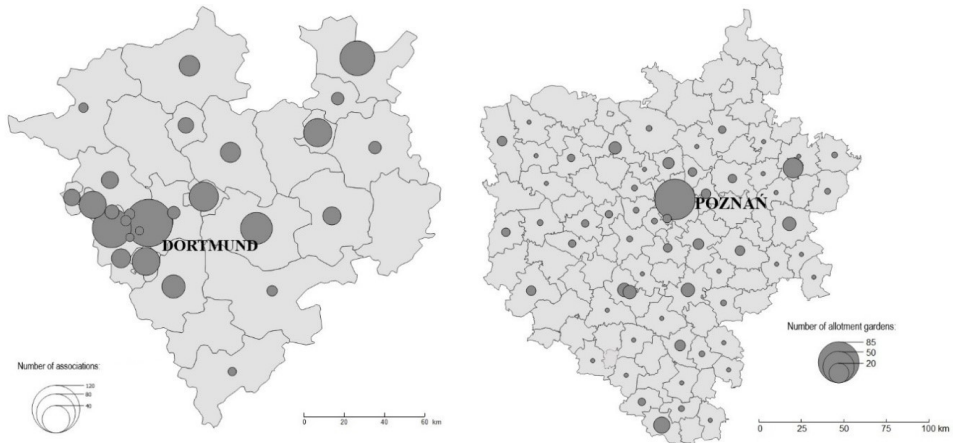 DORTMUND
Number of associations:
120
80
40
0 20 40 60 km
POZNAŃ
Number of allotment gardens:
85
50
20
0 25 50 75 100 km